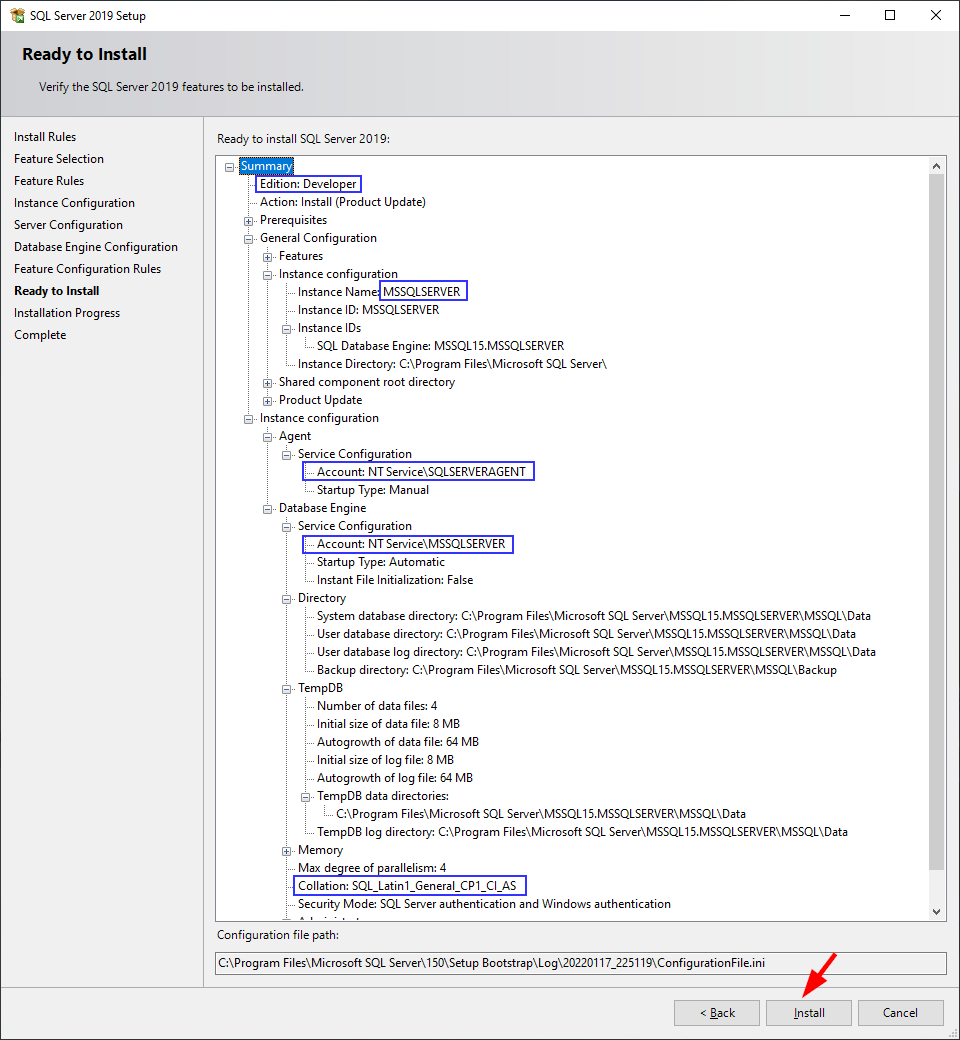 SQL Server 2019 Setup
Ready to Install
Verify the SQL Server 2019 features to be installed.
Install Rules
Feature Selection
Feature Rules
Instance Configuration
Server Configuration
Database Engine Configuration
Feature Configuration Rules
Ready to Install
Installation Progress
Complete
Ready to install SQL Server 2019:
Summary
Edition: Developer
Action: Install (Product Update)
Prerequisites
General Configuration
Features
Instance configuration
Instance Name: MSSQLSERVER
Instance ID: MSSQLSERVER
Instance IDs
SQL Database Engine: MSSQL15.MSSQLSERVER
Instance Directory: C:\Program Files\Microsoft SQL Server\
Shared component root directory
Product Update
Instance configuration
Agent
Service Configuration
Account: NT Service\SQLSERVERAGENT
Startup Type: Manual
Database Engine
Service Configuration
Account: NT Service\MSSQLSERVER
Startup Type: Automatic
Instant File Initialization: False
Directory
System database directory: C:\Program Files\Microsoft SQL Server\MSSQL15.MSSQLSERVER\MSSQL\Data
User database directory: C:\Program Files\Microsoft SQL Server\MSSQL15.MSSQLSERVER\MSSQL\Data
User database log directory: C:\Program Files\Microsoft SQL Server\MSSQL15.MSSQLSERVER\MSSQL\Data
Backup directory: C:\Program Files\Microsoft SQL Server\MSSQL15.MSSQLSERVER\MSSQL\Backup
TempDB
Number of data files: 4
Initial size of data file: 8 MB
Autogrowth of data file: 64 MB
Initial size of log file: 8 MB
Autogrowth of log file: 64 MB
TempDB data directories:
C:\Program Files\Microsoft SQL Server\MSSQL15.MSSQLSERVER\MSSQL\Data
TempDB log directory: C:\Program Files\Microsoft SQL Server\MSSQL15.MSSQLSERVER\MSSQL\Data
Memory
Max degree of parallelism: 4
Collation: SQL_Latin1_General_CP1_CI_AS
Security Mode: SQL Server authentication and Windows authentication
Configuration file path:
C:\Program Files\Microsoft SQL Server\150\Setup Bootstrap\Log\20220117_225119\ConfigurationFile.ini
< Back
Install
Cancel